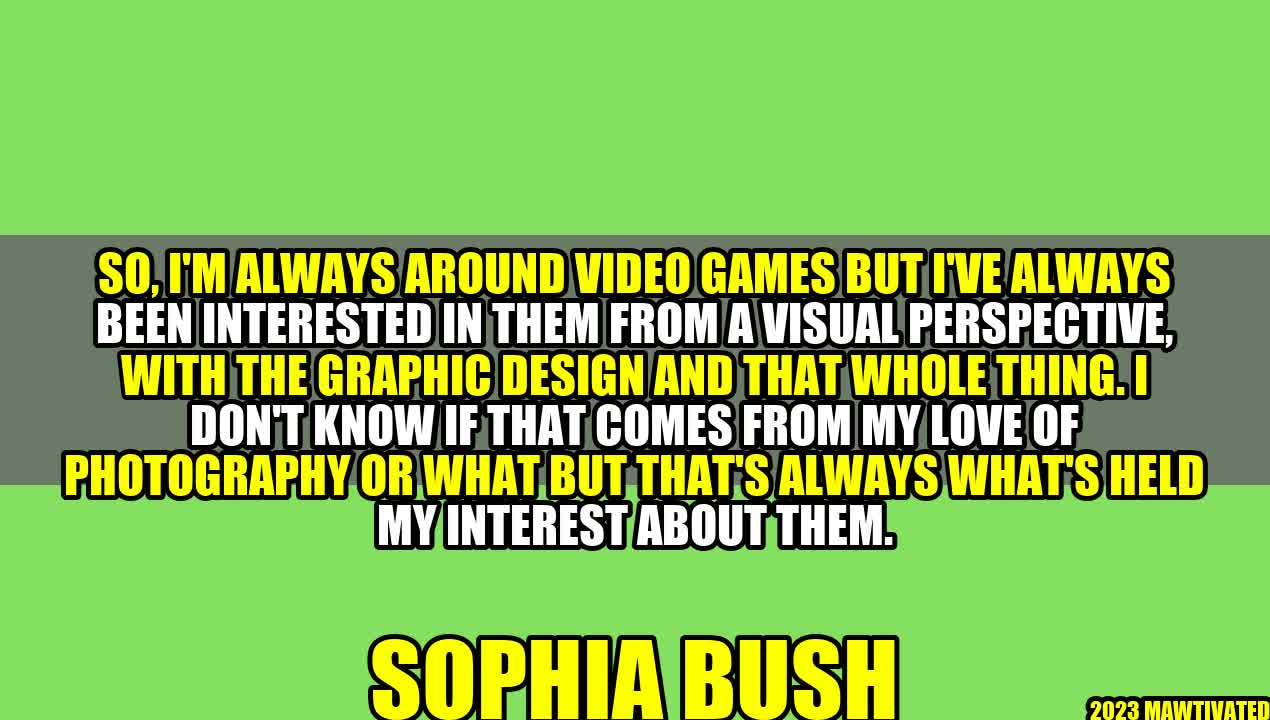 SO, I'M ALWAYS AROUND VIDEO GAMES BUT I'VE ALWAYS
BEEN INTERESTED IN THEM FROM A VISUAL PERSPECTIVE,
WITH THE GRAPHIC DESIGN AND THAT WHOLE THING. I
DON'T KNOW IF THAT COMES FROM MY LOVE OF
PHOTOGRAPHY OR WHAT BUT THAT'S ALWAYS WHAT'S HELD
MY INTEREST ABOUT THEM.
SOPHIA BUSH
2023 MAWTIVATED